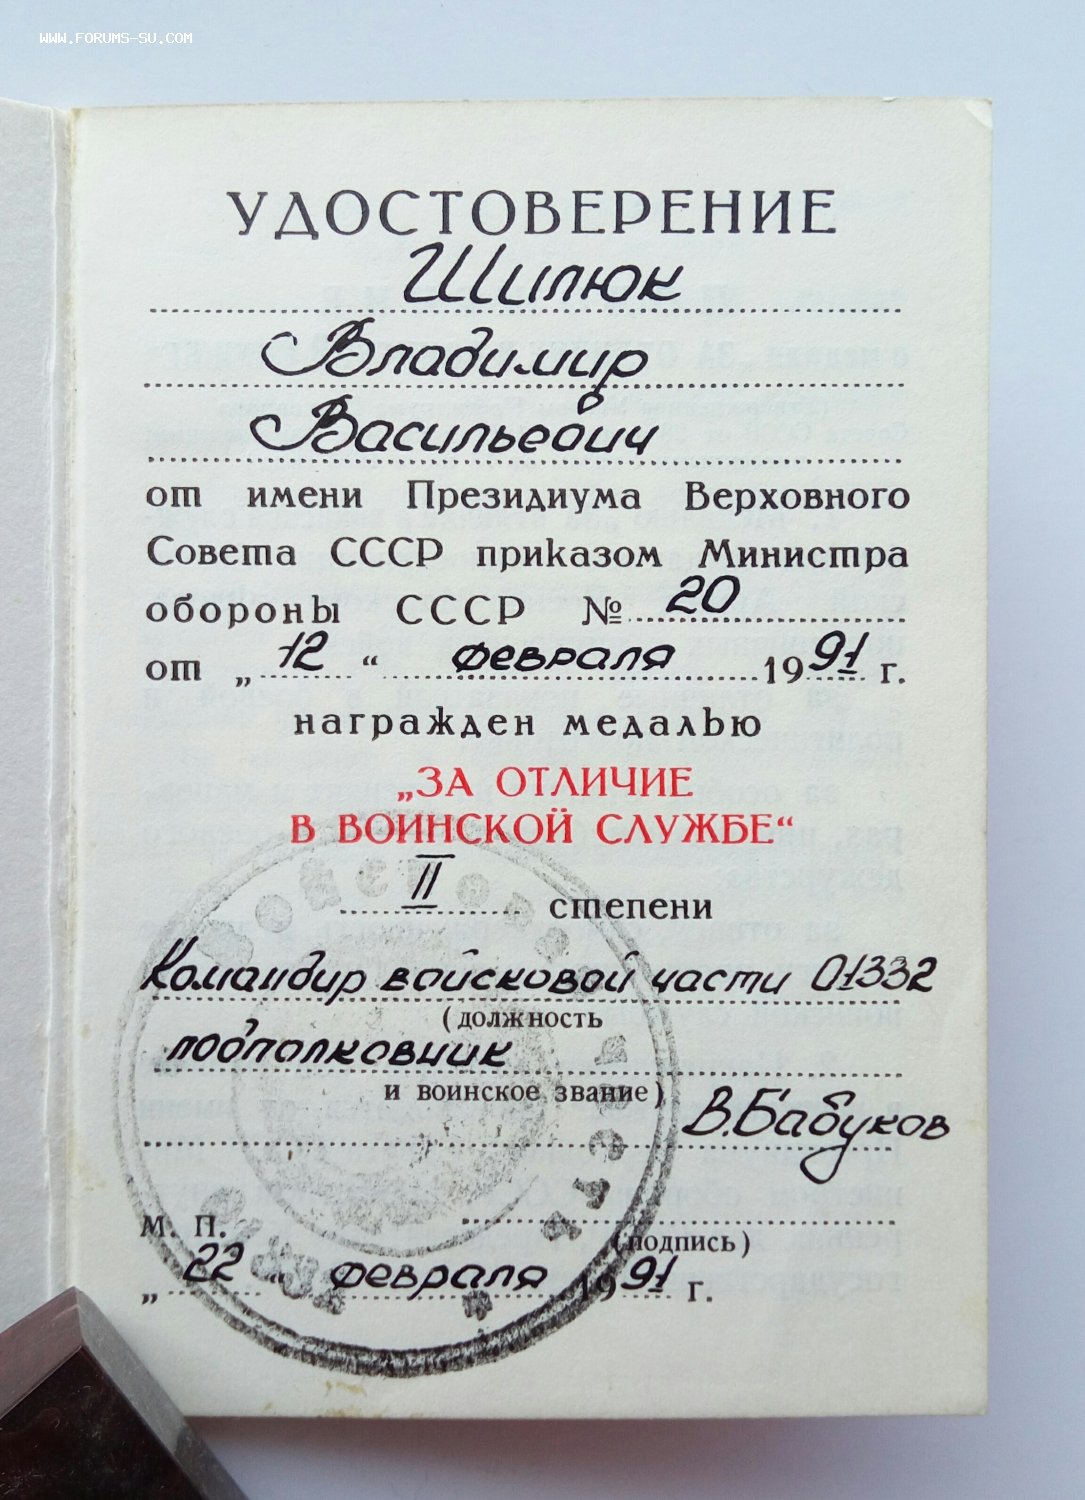 WWW.FORUMS-SU.COM
УДОСТОВЕРЕНИЕ
Шилюк
Владимир
Васильевич
от имени Президиума Верховного
Совета СССР приказом Министра
обороны СССР № 20
от „12“ февраля 1991 г.
награжден медалью
„ЗА ОТЛИЧИЕ
В ВОИНСКОЙ СЛУЖБЕ“
II степени
Командир войсковой части 01332
(должность
подполковник
и воинское звание)
В.Бабуков
М. П.
(подпись)
„22“ февраля 1991 г.